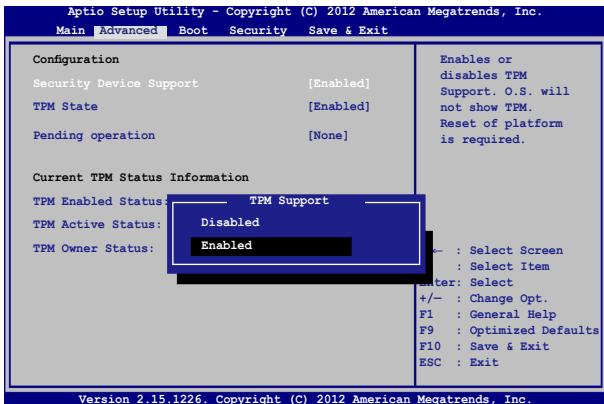 Aptio Setup Utility - Copyright (C) 2012 American Megatrends, Inc.
Main Advanced Boot Security Save & Exit
Configuration
Security Device Support [Enabled]
TPM State [Enabled]
Pending operation [None]
Current TPM Status Information
TPM Enabled Status:
TPM Active Status:
TPM Owner Status:
TPM Support
Disabled
Enabled
Enables or
disables TPM
Support. O.S. will
not show TPM.
Reset of platform
is required.
← : Select Screen
: Select Item
Enter: Select
+/— : Change Opt.
F1 : General Help
F9 : Optimized Defaults
F10 : Save & Exit
ESC : Exit
Version 2.15.1226. Copyright (C) 2012 American Megatrends, Inc.